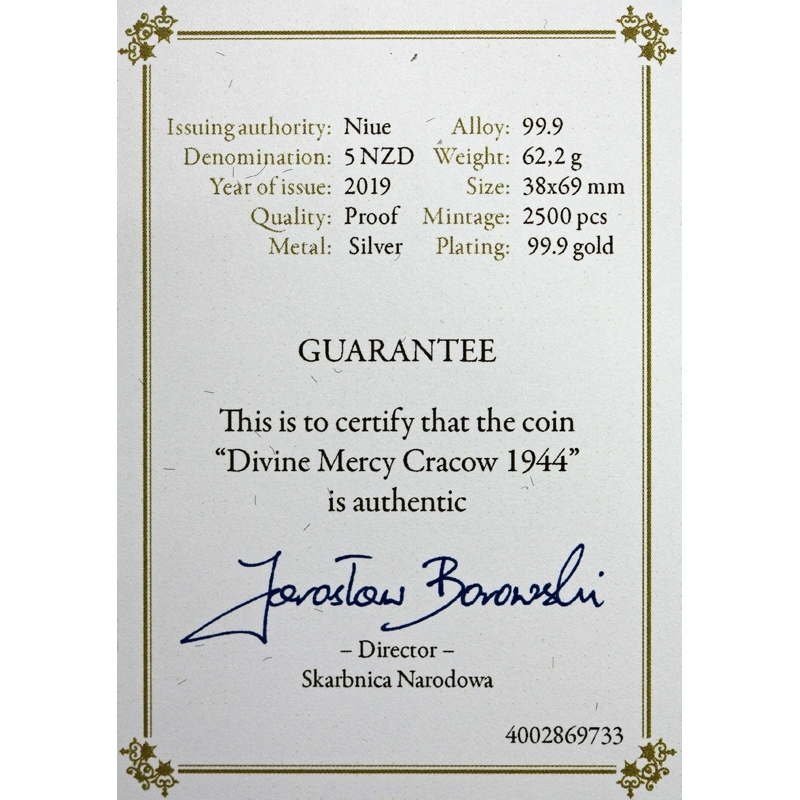 Issuing authority: Niue Alloy: 99.9
Denomination: 5 NZD Weight: 62,2 g
Year of issue: 2019 Size: 38x69 mm
Quality: Proof Mintage: 2500 pcs
Metal: Silver Plating: 99.9 gold
GUARANTEE
This is to certify that the coin
“Divine Mercy Cracow 1944”
is authentic
Jarosław Borowski
– Director –
Skarbnica Narodowa
4002869733